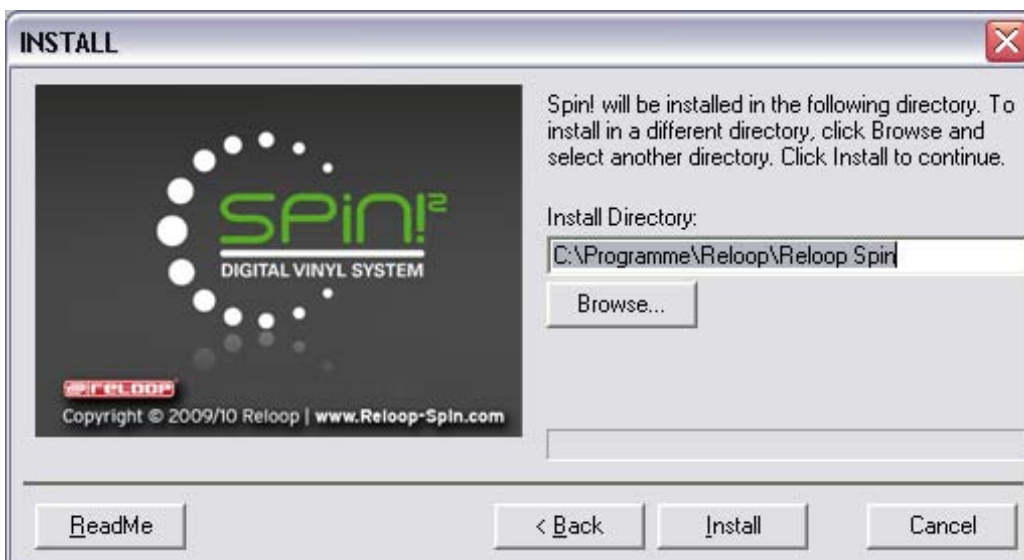 INSTALL
SPiN!²
DIGITAL VINYL SYSTEM
reloop
Copyright © 2009/10 Reloop | www.Reloop-Spin.com
Spin! will be installed in the following directory. To
install in a different directory, click Browse and
select another directory. Click Install to continue.
Install Directory:
C:\Programme\Reloop\Reloop Spin
Browse...
ReadMe
< Back
Install
Cancel